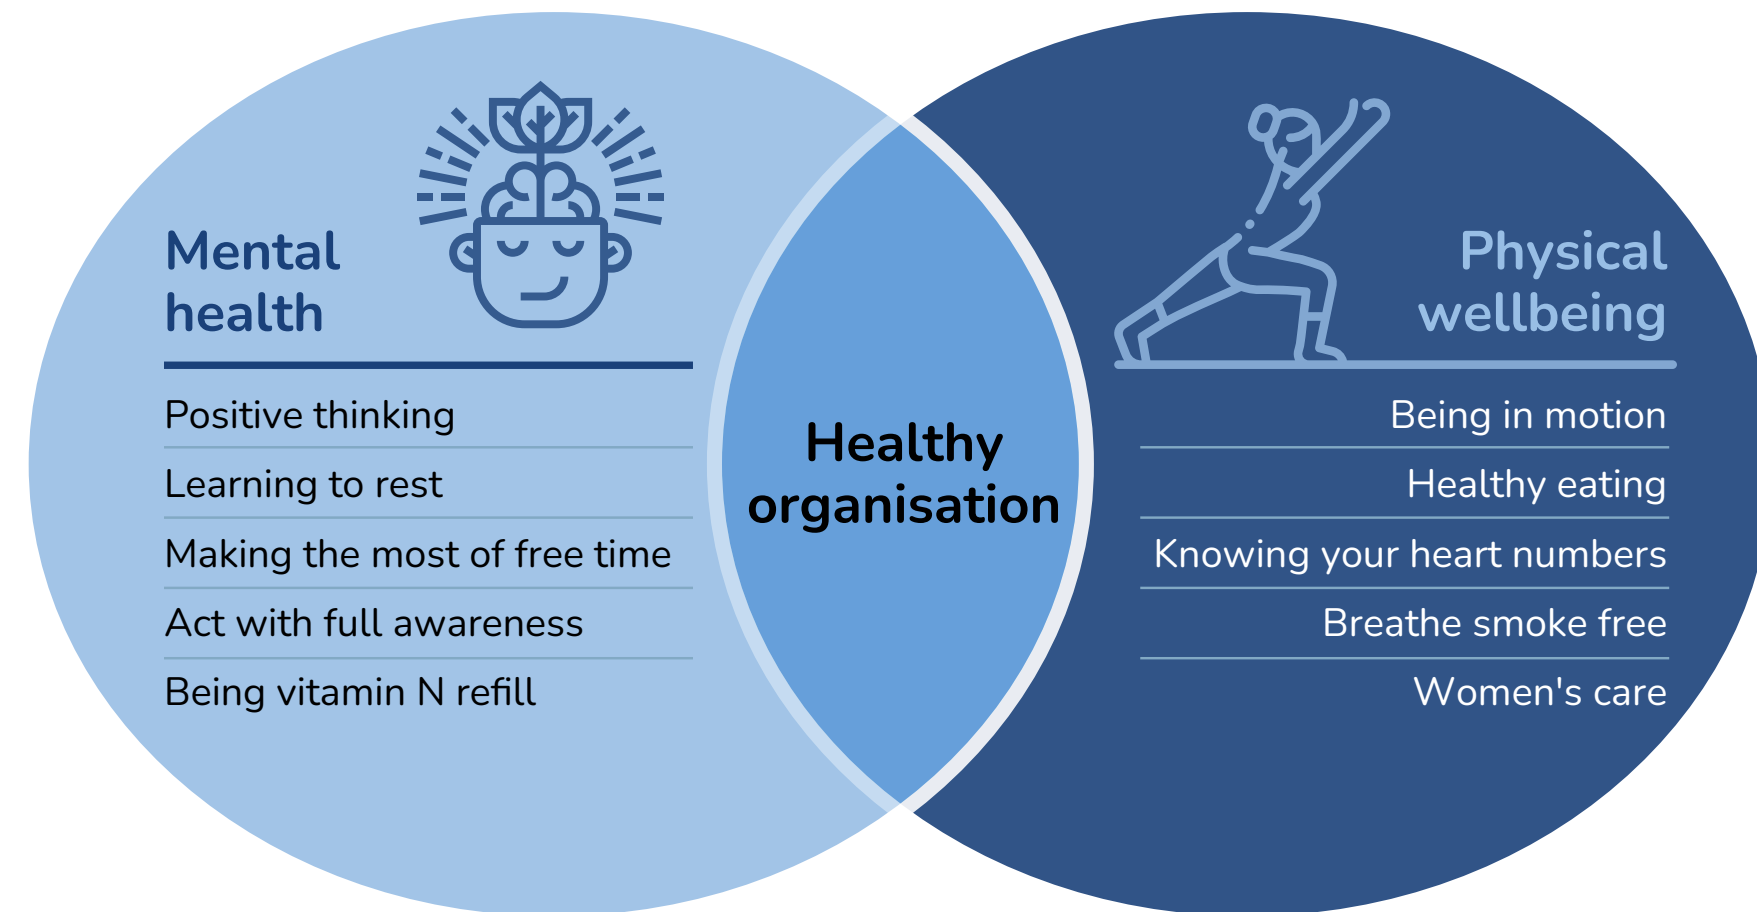 Mental
health
Positive thinking
Learning to rest
Making the most of free time
Act with full awareness
Being vitamin N refill
Healthy
organisation
Physical
wellbeing
Being in motion
Healthy eating
Knowing your heart numbers
Breathe smoke free
Women's care